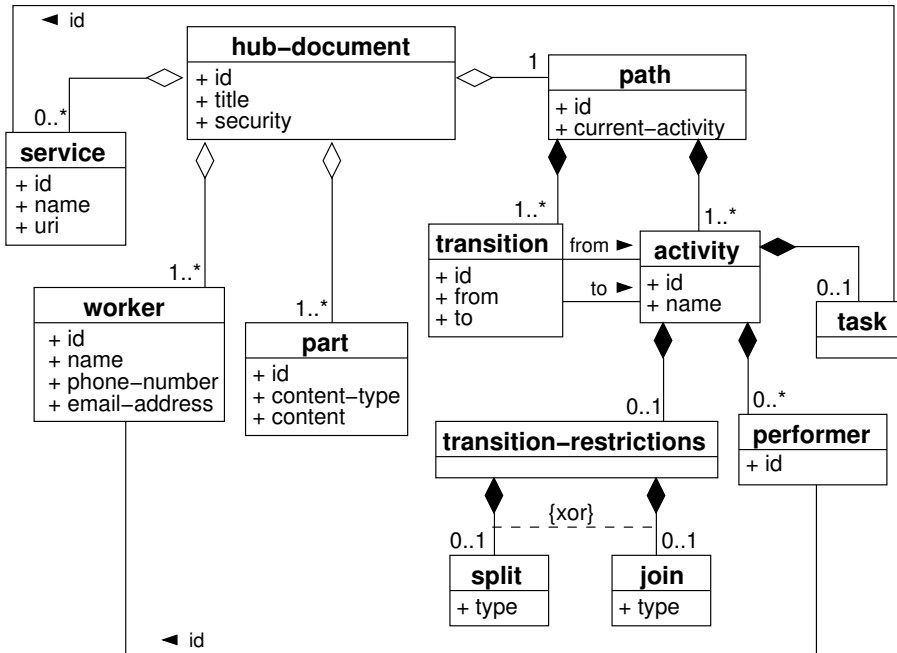 ◄ id
hub−document
+ id
+ title
+ security
1
path
+ id
+ current−activity
0..*
service
+ id
+ name
+ uri
1..*
worker
+ id
+ name
+ phone−number
+ email−address
1..*
part
+ id
+ content−type
+ content
1..*
transition
+ id
+ from
+ to
from ►
to ►
1..*
activity
+ id
+ name
0..1
task
0..1
transition−restrictions
0..*
performer
+ id
{xor}
0..1
split
+ type
0..1
join
+ type
◄ id